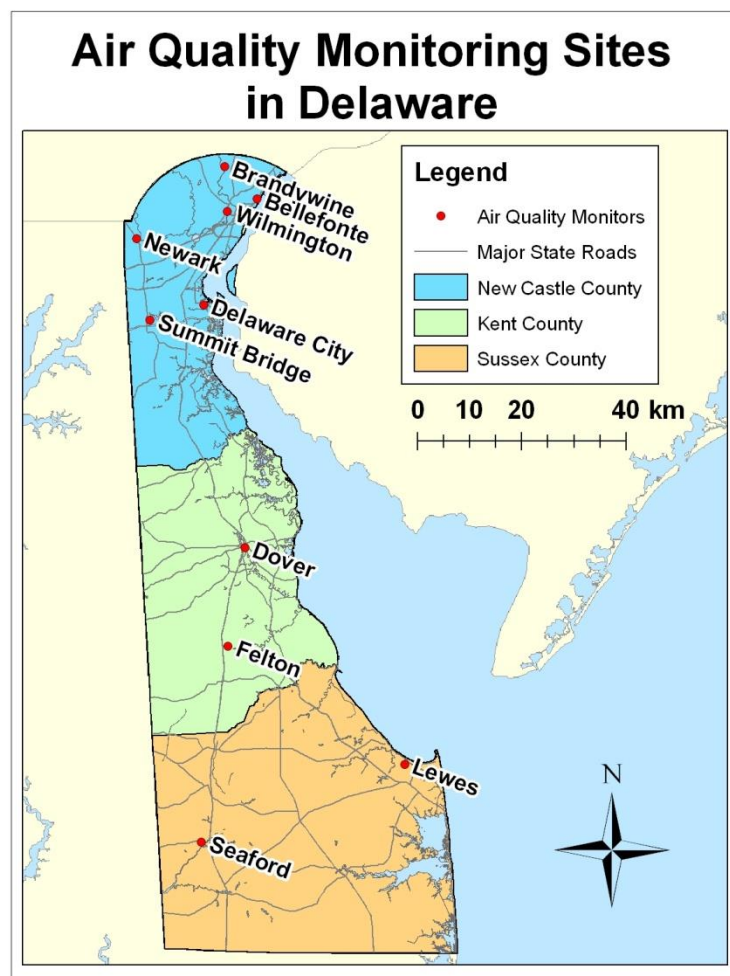 Air Quality Monitoring Sites
in Delaware
Legend
Air Quality Monitors
Major State Roads
New Castle County
Kent County
Sussex County
0 10 20 40 km
Brandywine
Bellefonte
Wilmington
Newark
Delaware City
Summit Bridge
Dover
Felton
Lewes
Seaford
N